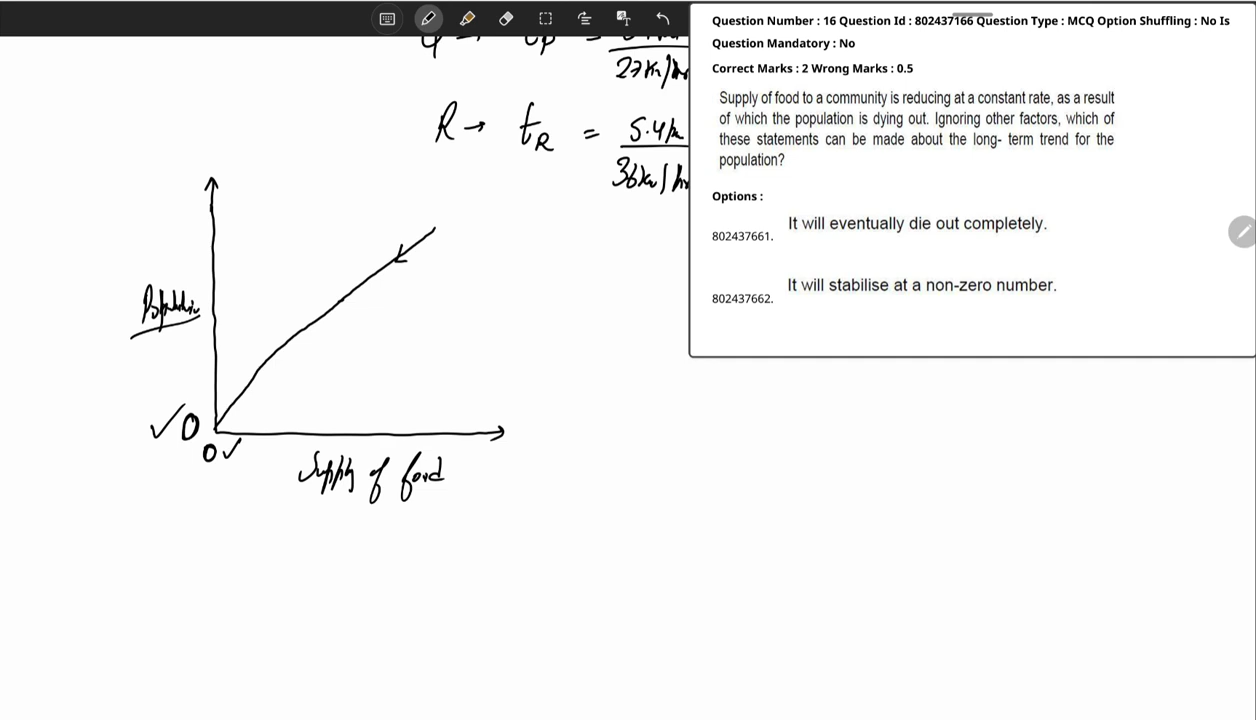 27km/hr
R → tR = 5.4km
36km/hr
Population
✓0
0✓
Supply of food
Question Number : 16 Question Id : 802437166 Question Type : MCQ Option Shuffling : No Is
Question Mandatory : No
Correct Marks : 2 Wrong Marks : 0.5
Supply of food to a community is reducing at a constant rate, as a result
of which the population is dying out. Ignoring other factors, which of
these statements can be made about the long- term trend for the
population?
Options :
It will eventually die out completely.
802437661.
It will stabilise at a non-zero number.
802437662.